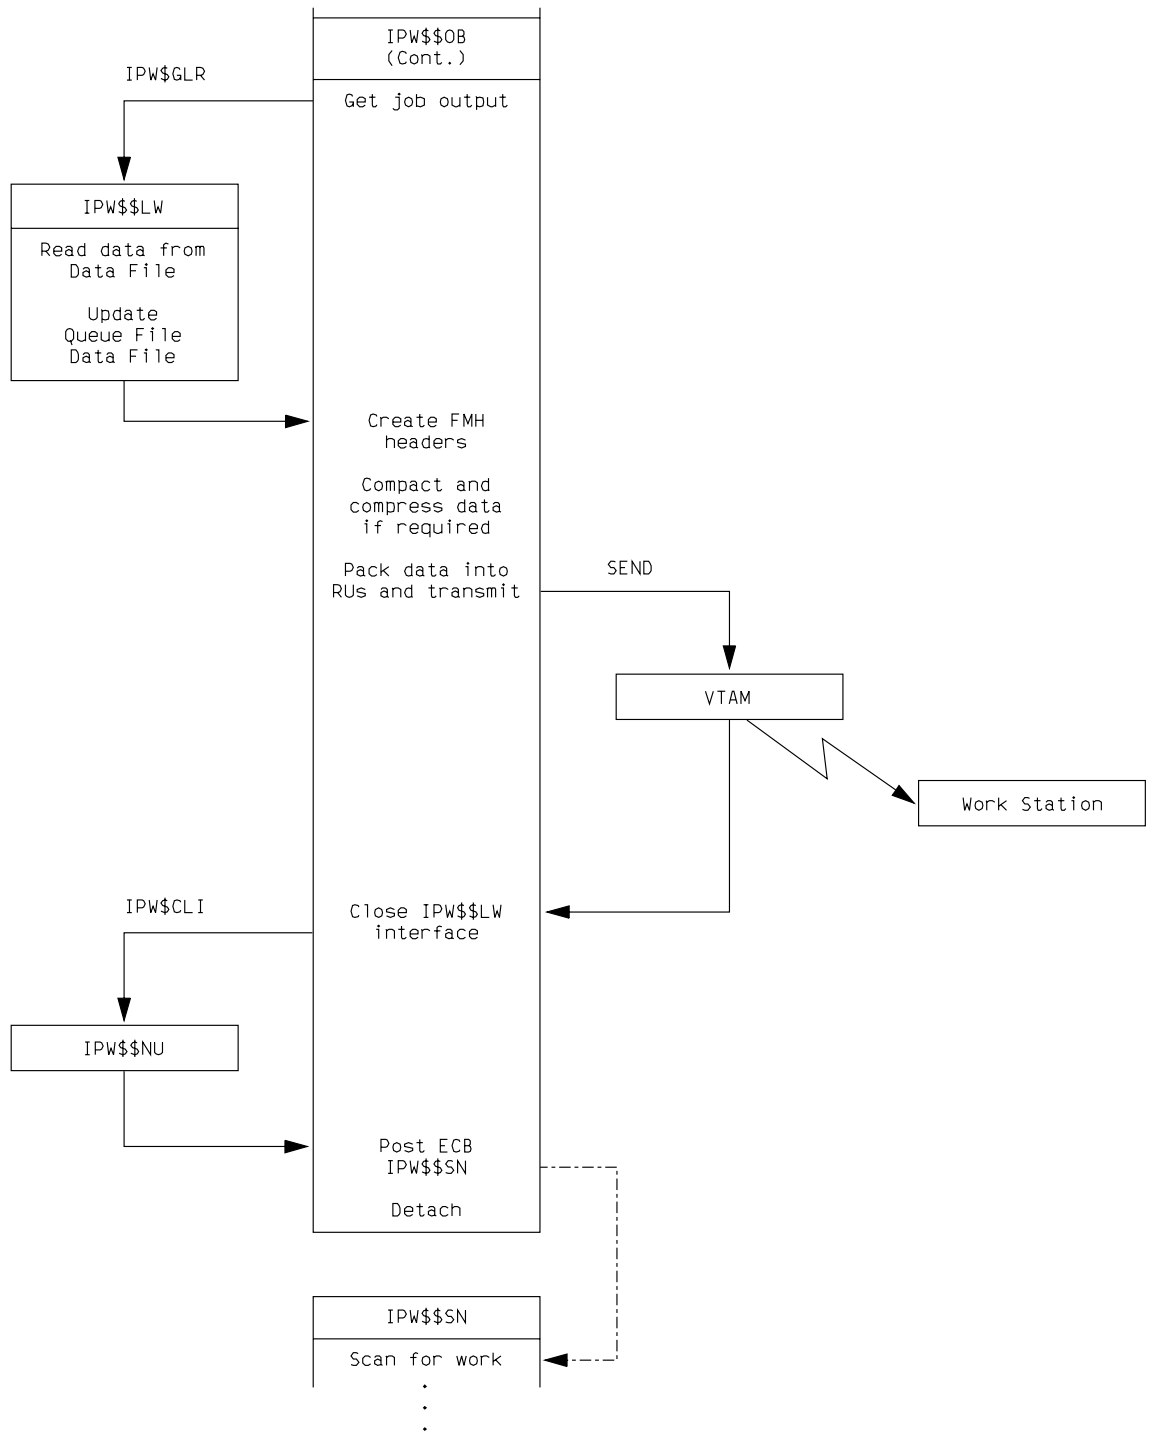 IPW$$OB
(Cont.)
IPW$GLR
Get job output
IPW$$LW
Read data from
Data File
Update
Queue File
Data File
Create FMH
headers
Compact and
compress data
if required
Pack data into
RUs and transmit
SEND
VTAM
Work Station
IPW$CLI
Close IPW$$LW
interface
IPW$$NU
Post ECB
IPW$$SN
Detach
IPW$$SN
Scan for work
.
.
.